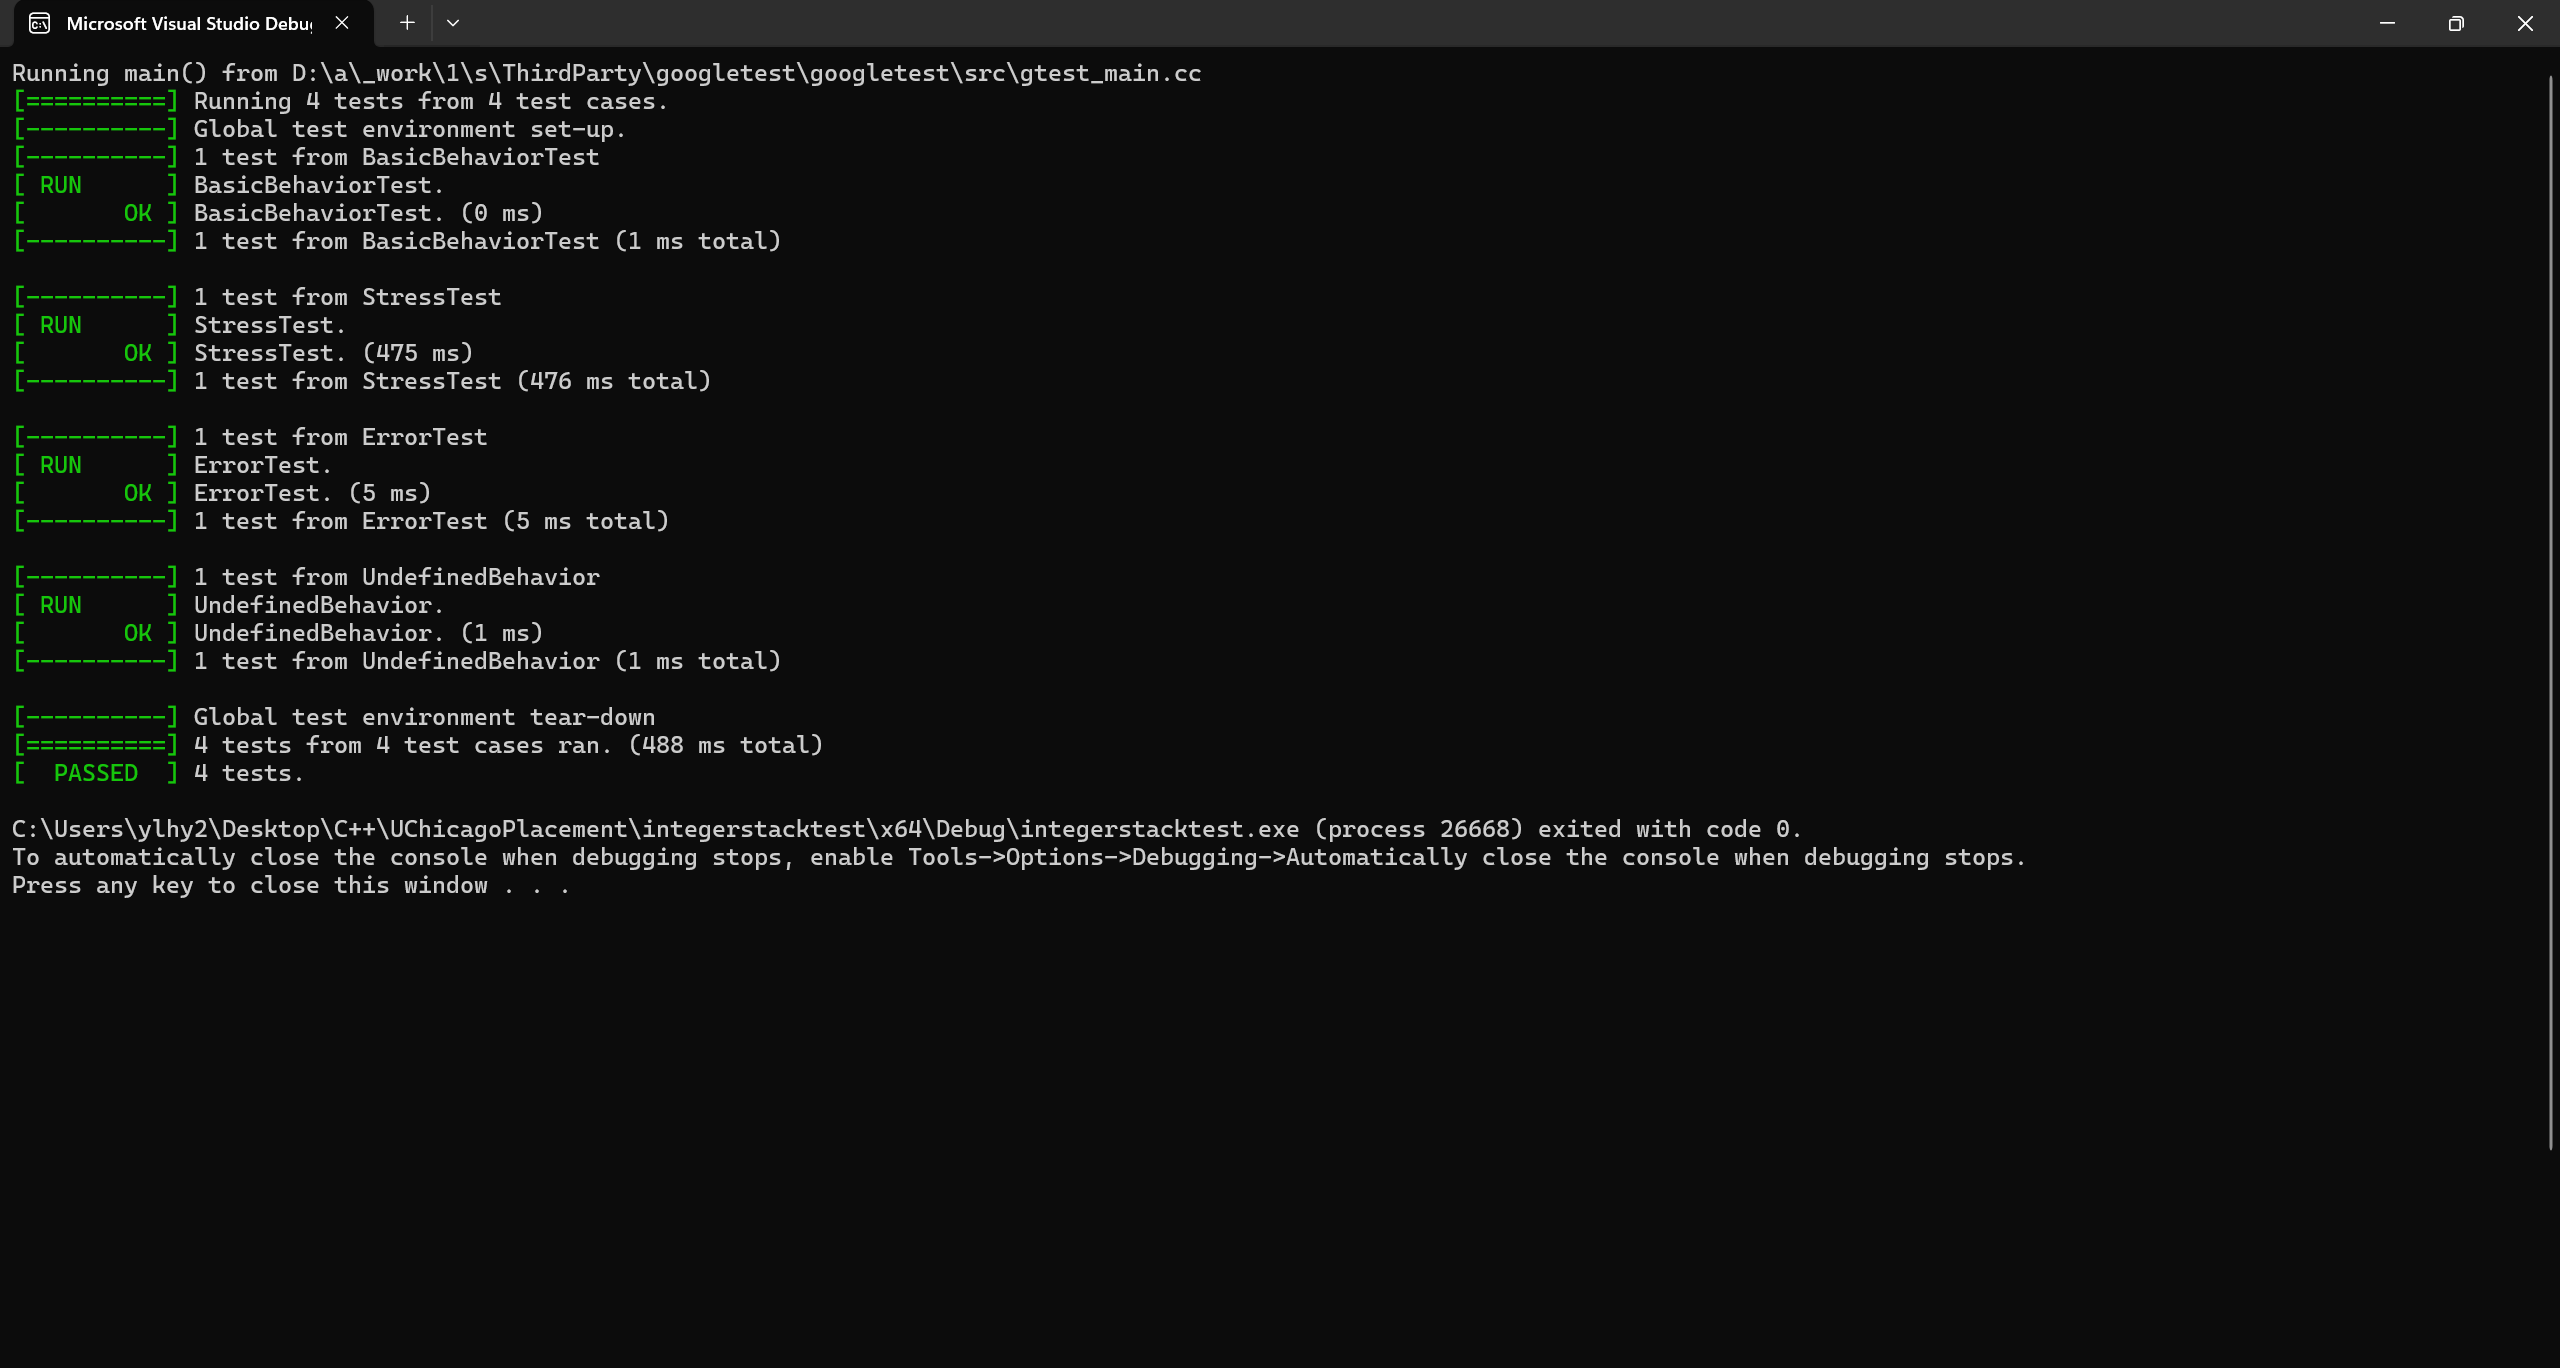 Microsoft Visual Studio Debu
Running main() from D:\a\_work\1\s\ThirdParty\googletest\googletest\src\gtest_main.cc
[==========] Running 4 tests from 4 test cases.
[----------] Global test environment set-up.
[----------] 1 test from BasicBehaviorTest
[ RUN      ] BasicBehaviorTest.
[       OK ] BasicBehaviorTest. (0 ms)
[----------] 1 test from BasicBehaviorTest (1 ms total)

[----------] 1 test from StressTest
[ RUN      ] StressTest.
[       OK ] StressTest. (475 ms)
[----------] 1 test from StressTest (476 ms total)

[----------] 1 test from ErrorTest
[ RUN      ] ErrorTest.
[       OK ] ErrorTest. (5 ms)
[----------] 1 test from ErrorTest (5 ms total)

[----------] 1 test from UndefinedBehavior
[ RUN      ] UndefinedBehavior.
[       OK ] UndefinedBehavior. (1 ms)
[----------] 1 test from UndefinedBehavior (1 ms total)

[----------] Global test environment tear-down
[==========] 4 tests from 4 test cases ran. (488 ms total)
[  PASSED  ] 4 tests.

C:\Users\ylhy2\Desktop\C++\UChicagoPlacement\integerstacktest\x64\Debug\integerstacktest.exe (process 26668) exited with code 0.
To automatically close the console when debugging stops, enable Tools->Options->Debugging->Automatically close the console when debugging stops.
Press any key to close this window . . .